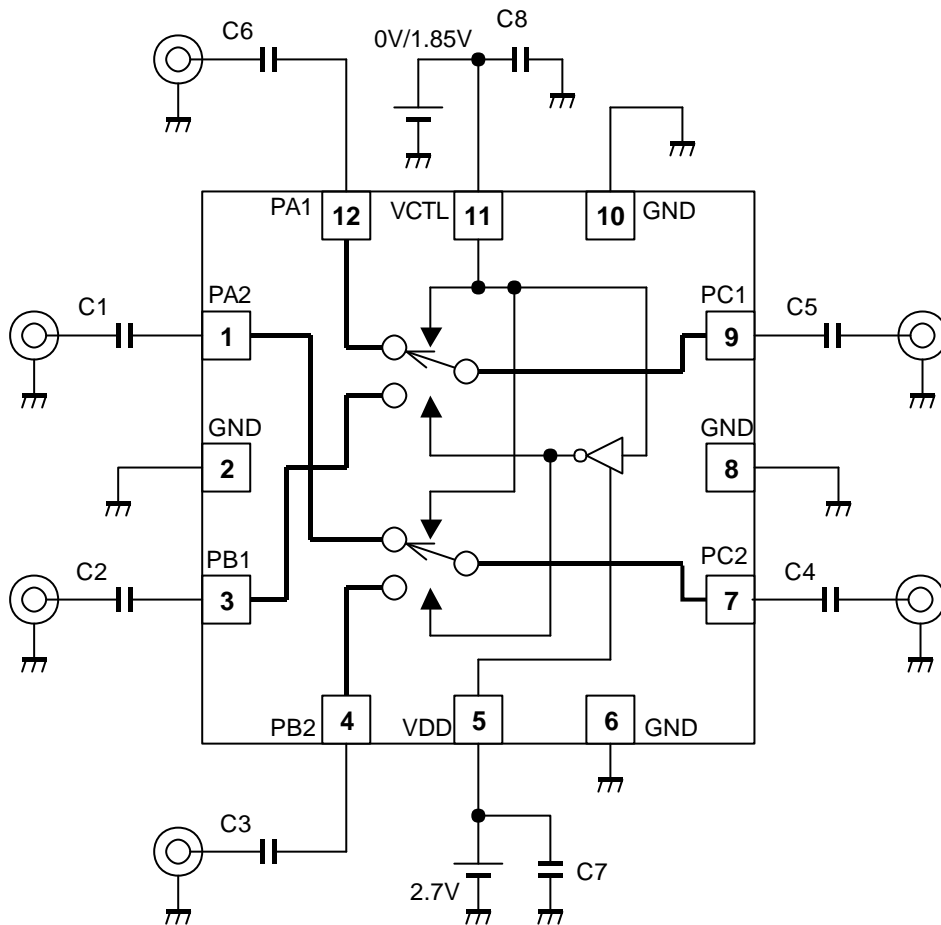 C8
C6
0V/1.85V
PA1
12
VCTL
11
10
GND
C1
PA2
1
PC1
9
C5
GND
2
GND
8
C2
PB1
3
PC2
7
C4
PB2
4
VDD
5
6
GND
C3
2.7V
C7